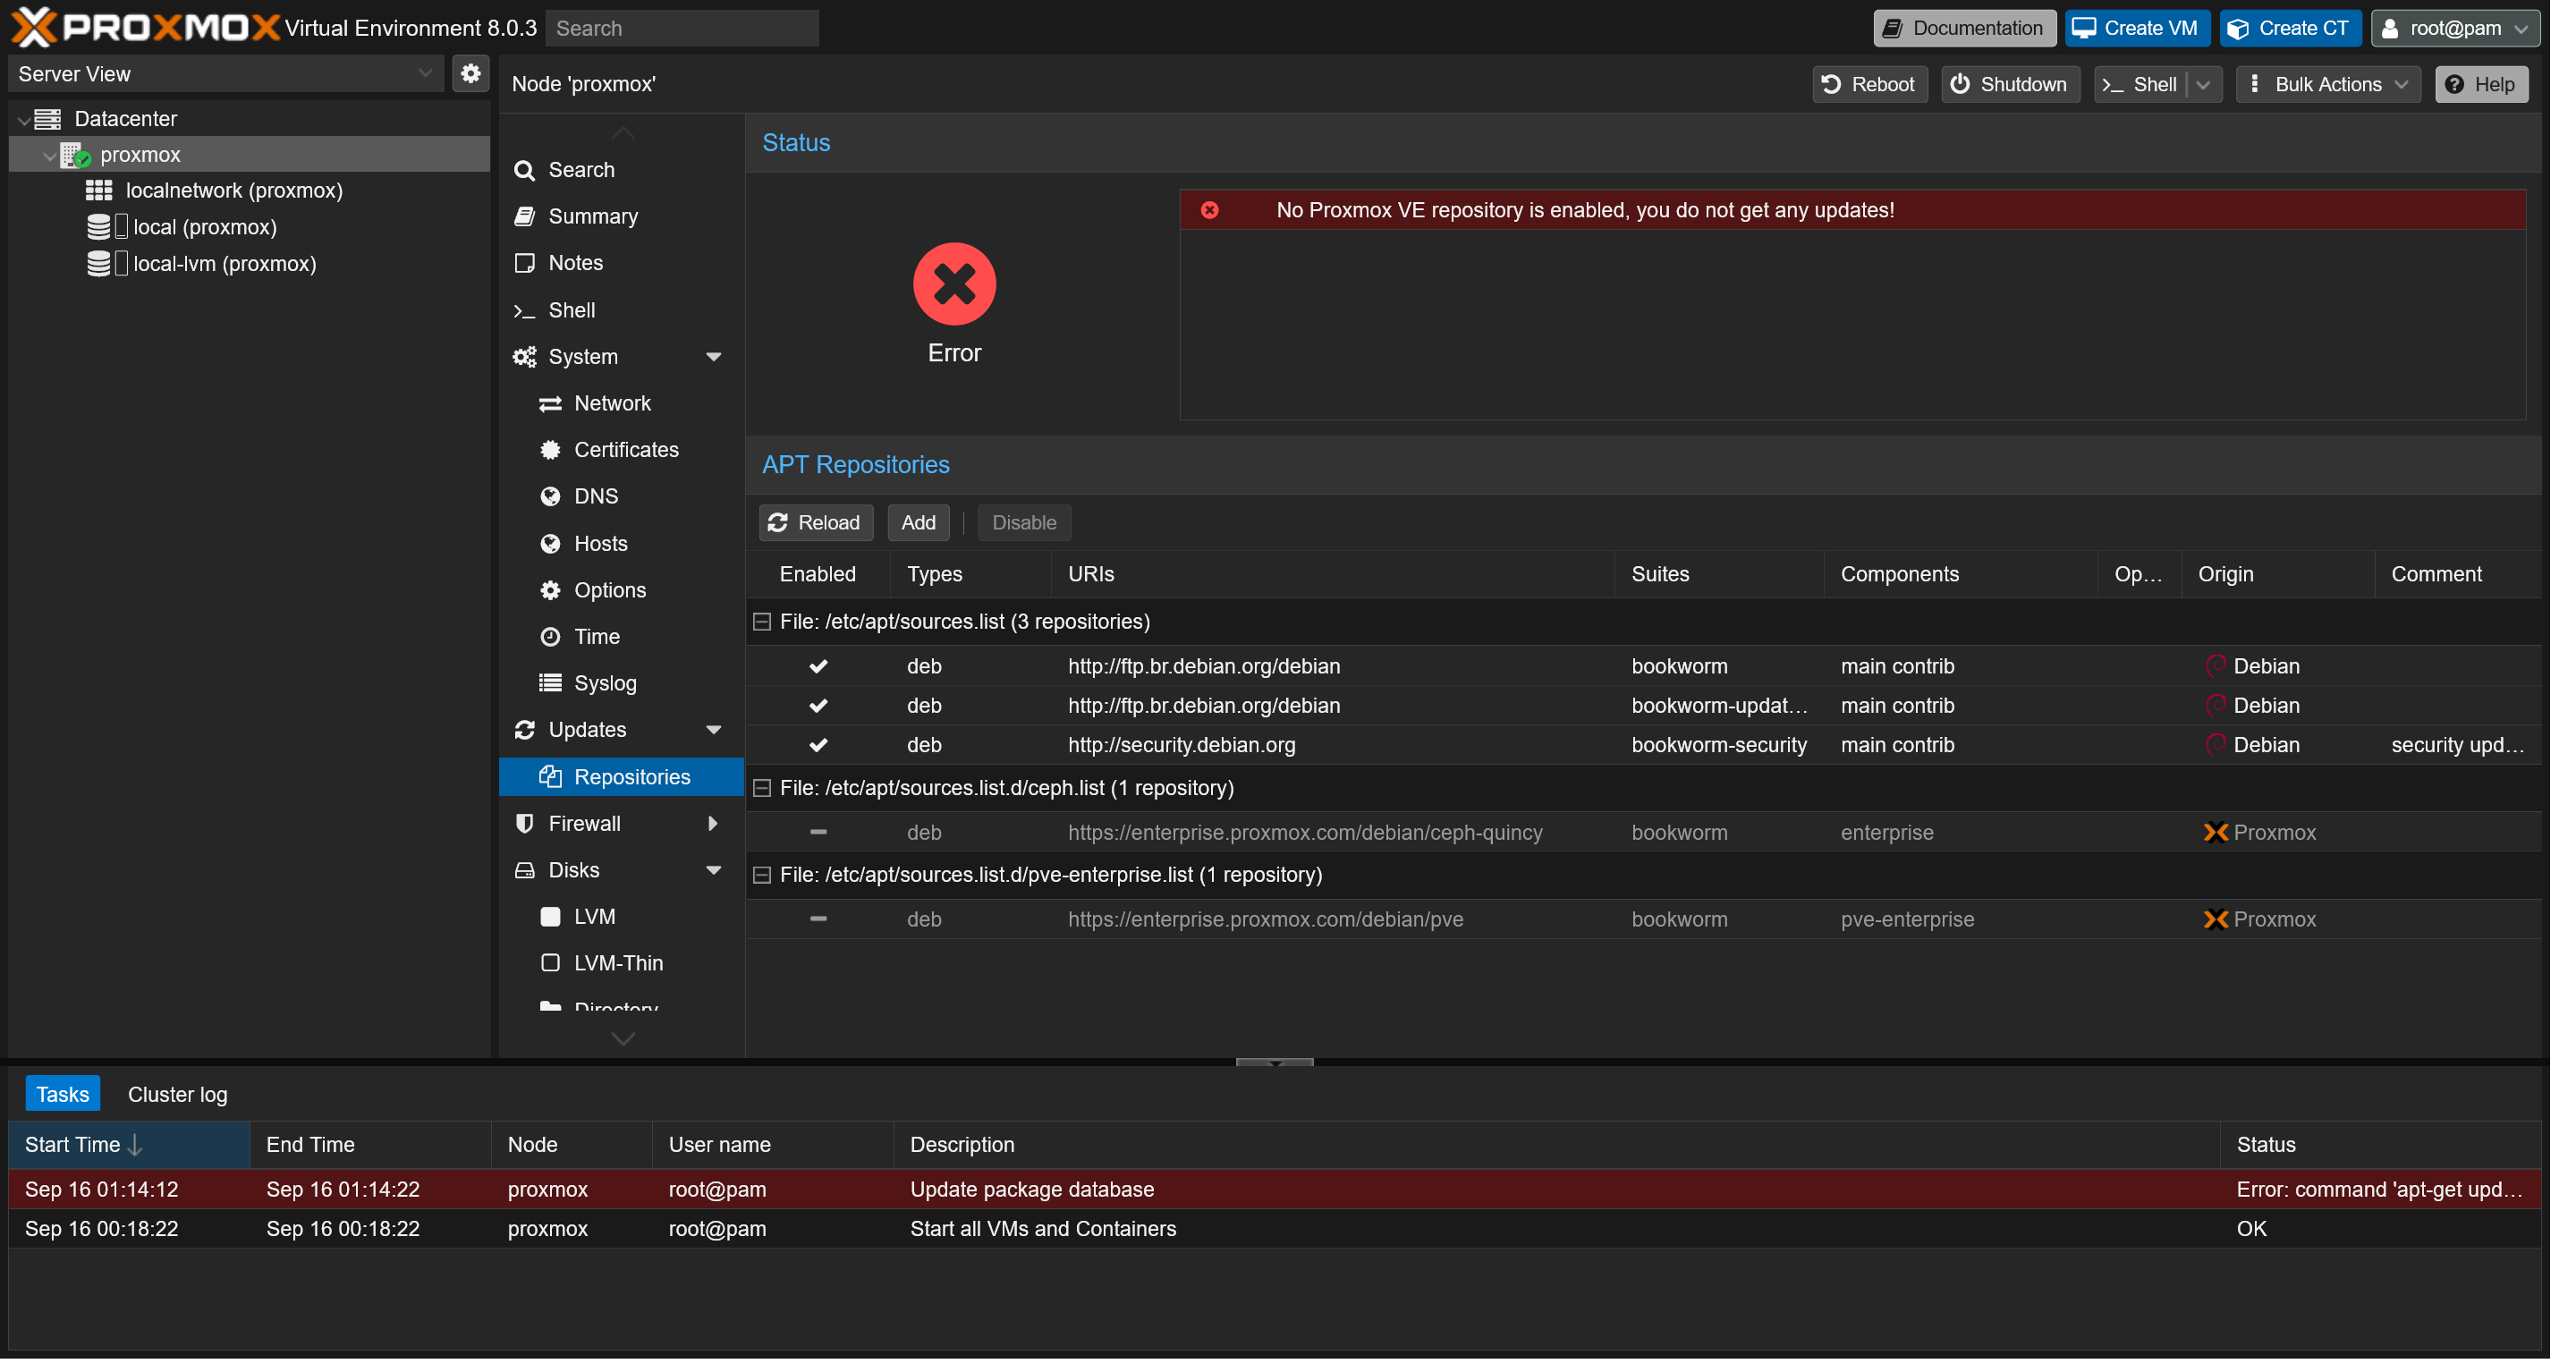 PROXMOX Virtual Environment 8.0.3
Search
Documentation
Create VM
Create CT
root@pam
Server View
Node 'proxmox'
Reboot
Shutdown
Shell
Bulk Actions
Help
Datacenter
proxmox
localnetwork (proxmox)
local (proxmox)
local-lvm (proxmox)
Search
Summary
Notes
Shell
System
Network
Certificates
DNS
Hosts
Options
Time
Syslog
Updates
Repositories
Firewall
Disks
LVM
LVM-Thin
Directory
Status
Error
No Proxmox VE repository is enabled, you do not get any updates!
APT Repositories
Reload
Add
Disable
Enabled Types URIs Suites Components Op... Origin Comment
File: /etc/apt/sources.list (3 repositories)
deb http://ftp.br.debian.org/debian bookworm main contrib Debian
deb http://ftp.br.debian.org/debian bookworm-updat... main contrib Debian
deb http://security.debian.org bookworm-security main contrib Debian security upd...
File: /etc/apt/sources.list.d/ceph.list (1 repository)
deb https://enterprise.proxmox.com/debian/ceph-quincy bookworm enterprise Proxmox
File: /etc/apt/sources.list.d/pve-enterprise.list (1 repository)
deb https://enterprise.proxmox.com/debian/pve bookworm pve-enterprise Proxmox
Tasks
Cluster log
Start Time End Time Node User name Description Status
Sep 16 01:14:12 Sep 16 01:14:22 proxmox root@pam Update package database Error: command 'apt-get upd...
Sep 16 00:18:22 Sep 16 00:18:22 proxmox root@pam Start all VMs and Containers OK